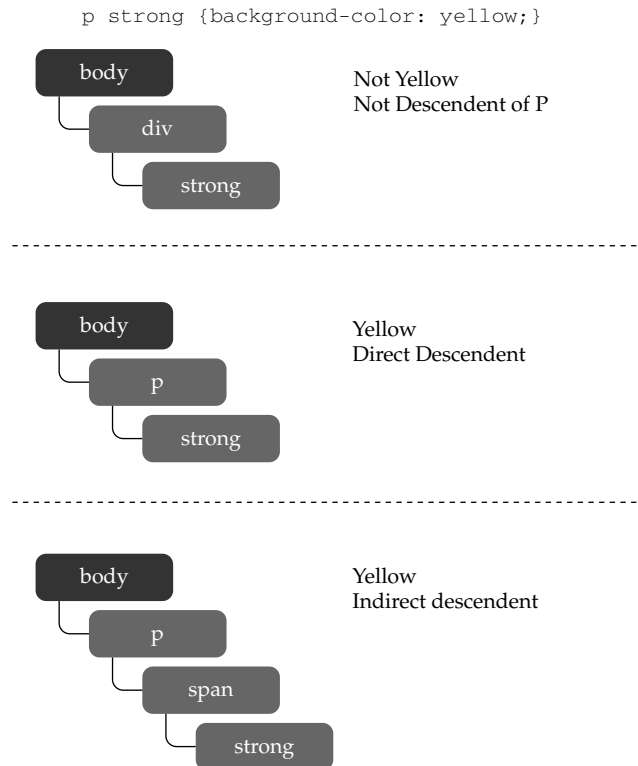 p strong {background-color: yellow;}
body
Not Yellow
Not Descendent of P
div
strong
body
Yellow
Direct Descendent
p
strong
body
Yellow
Indirect descendent
p
span
strong